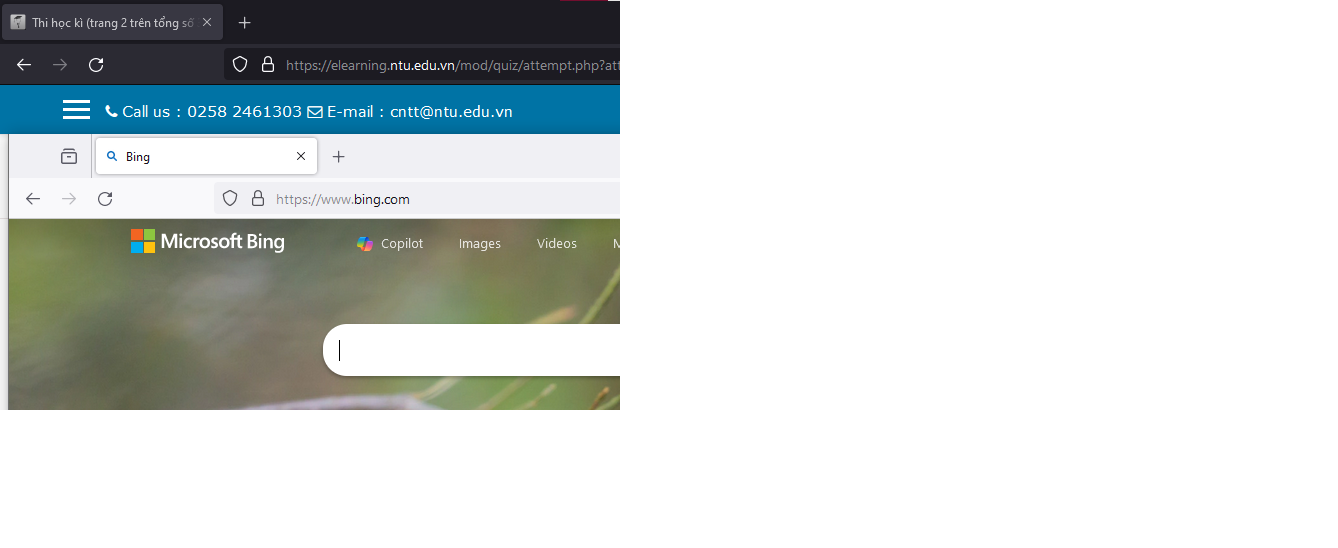 Thi học kì (trang 2 trên tổng số
https://elearning.ntu.edu.vn/mod/quiz/attempt.php?att
Call us : 0258 2461303 E-mail : cntt@ntu.edu.vn
Bing
https://www.bing.com
Microsoft Bing Copilot Images Videos